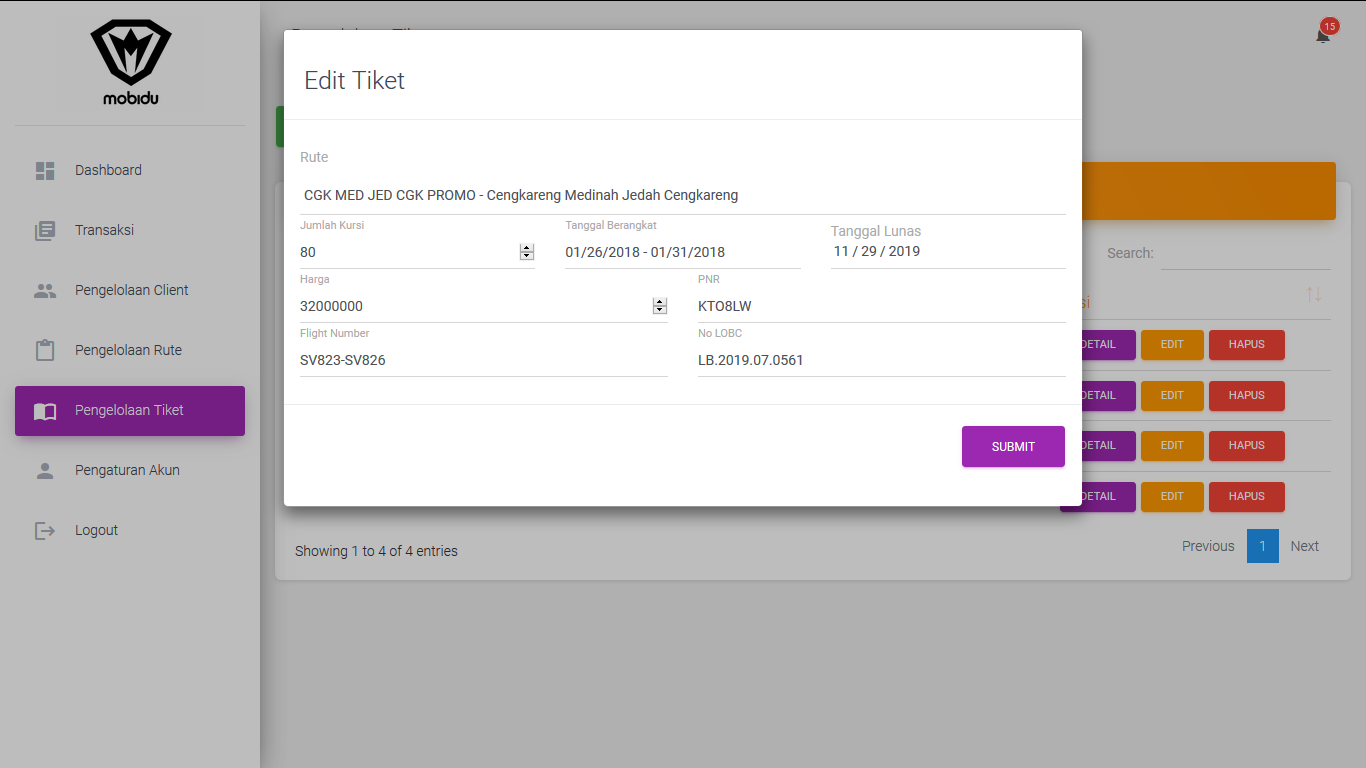 mobidu
Dashboard
Transaksi
Pengelolaan Client
Pengelolaan Rute
Pengelolaan Tiket
Pengaturan Akun
Logout
15
Edit Tiket
Rute
CGK MED JED CGK PROMO - Cengkareng Medinah Jedah Cengkareng
Jumlah Kursi Tanggal Berangkat Tanggal Lunas
80 01/26/2018 - 01/31/2018 11 / 29 / 2019
Harga PNR
32000000 KTO8LW
Flight Number No LOBC
SV823-SV826 LB.2019.07.0561
SUBMIT
Search:
si
DETAIL EDIT HAPUS
DETAIL EDIT HAPUS
DETAIL EDIT HAPUS
DETAIL EDIT HAPUS
Showing 1 to 4 of 4 entries
Previous 1 Next